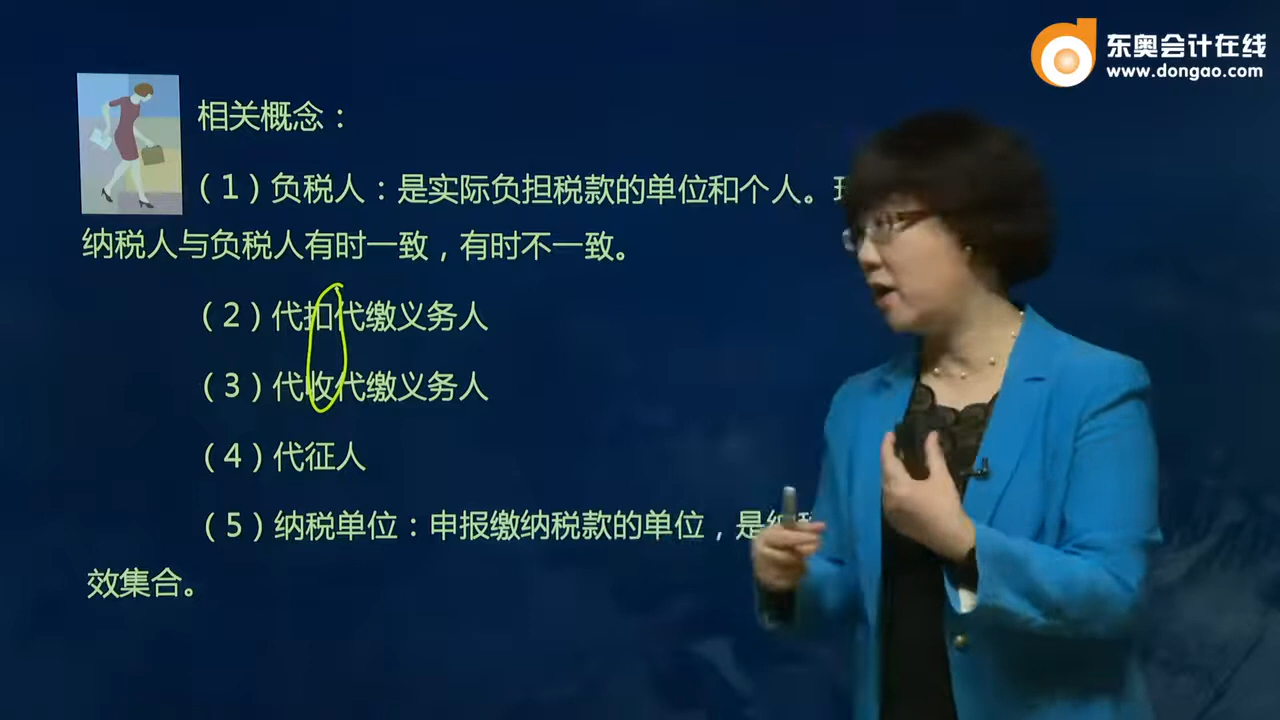 东奥会计在线
www.dongao.com
相关概念：
（1）负税人：是实际负担税款的单位和个人。
纳税人与负税人有时一致，有时不一致。
（2）代扣代缴义务人
（3）代收代缴义务人
（4）代征人
（5）纳税单位：申报缴纳税款的单位，是纳税
效集合。